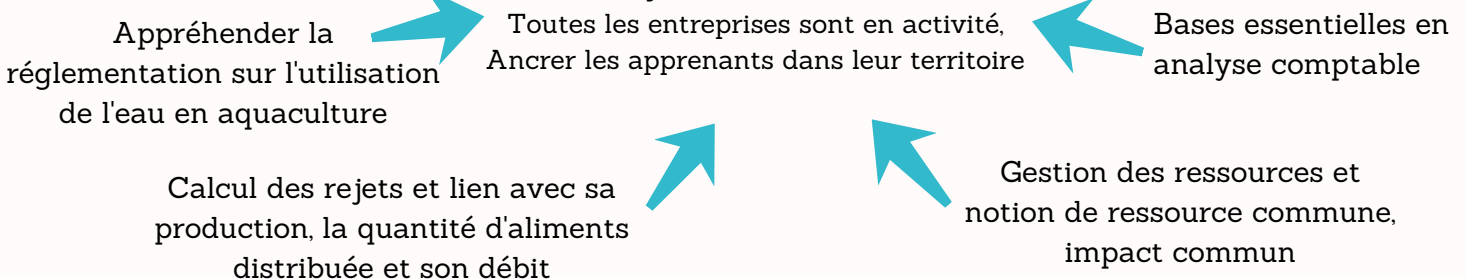 Toutes les entreprises sont en activité,
Ancrer les apprenants dans leur territoire
Appréhender la
réglementation sur l'utilisation
de l'eau en aquaculture
Bases essentielles en
analyse comptable
Calcul des rejets et lien avec sa
production, la quantité d'aliments
distribuée et son débit
Gestion des ressources et
notion de ressource commune,
impact commun